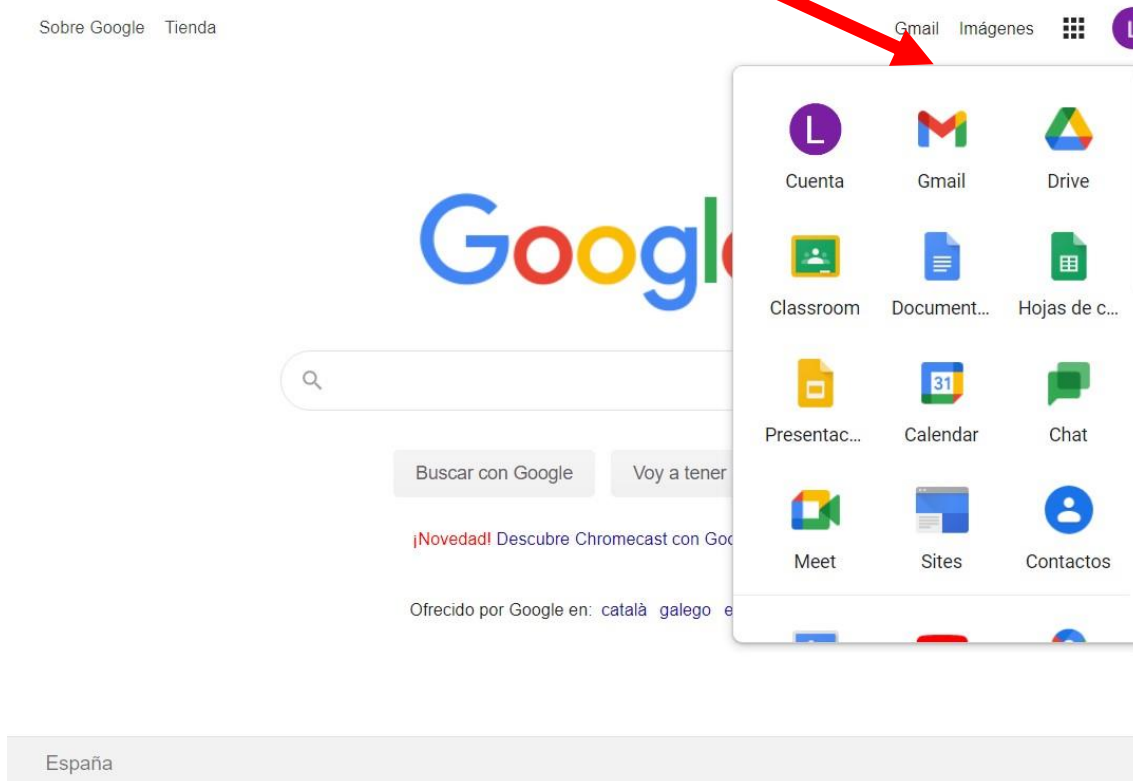 Sobre Google Tienda Gmail Imágenes L
L
Cuenta Gmail Drive
Googl
Classroom Document... Hojas de c...
31
Presentac... Calendar Chat
Buscar con Google Voy a tener
¡Novedad! Descubre Chromecast con Goo
Meet Sites Contactos
Ofrecido por Google en: català galego e
España